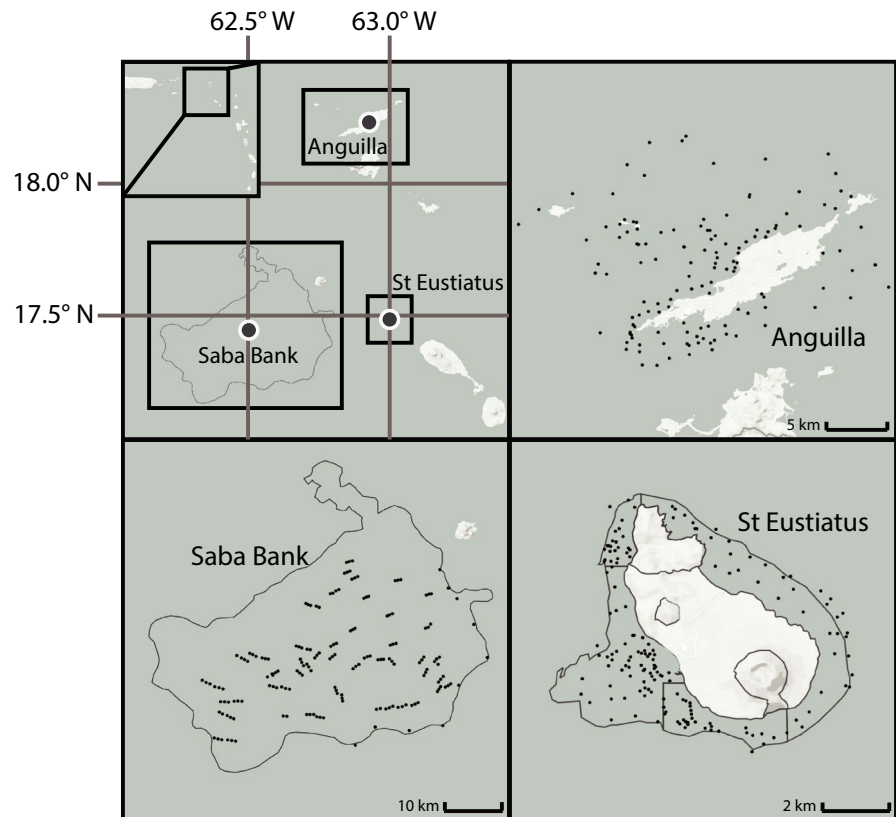 62.5° W
63.0° W
18.0° N
17.5° N
Anguilla
St Eustiatus
Saba Bank
Anguilla
5 km
Saba Bank
10 km
St Eustiatus
2 km